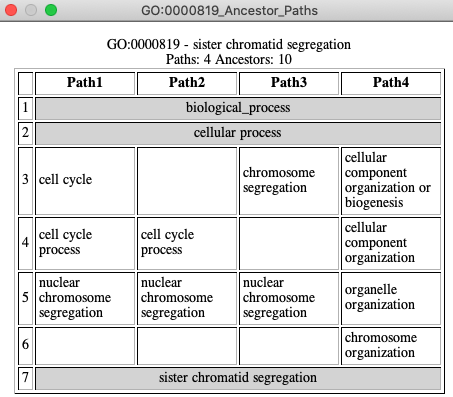 GO:0000819_Ancestor_Paths
GO:0000819 - sister chromatid segregation
Paths: 4 Ancestors: 10
Path1 Path2 Path3 Path4
1 biological_process
2 cellular process
3 cell cycle chromosome segregation cellular component organization or biogenesis
4 cell cycle process cell cycle process cellular component organization
5 nuclear chromosome segregation nuclear chromosome segregation nuclear chromosome segregation organelle organization
6 chromosome organization
7 sister chromatid segregation